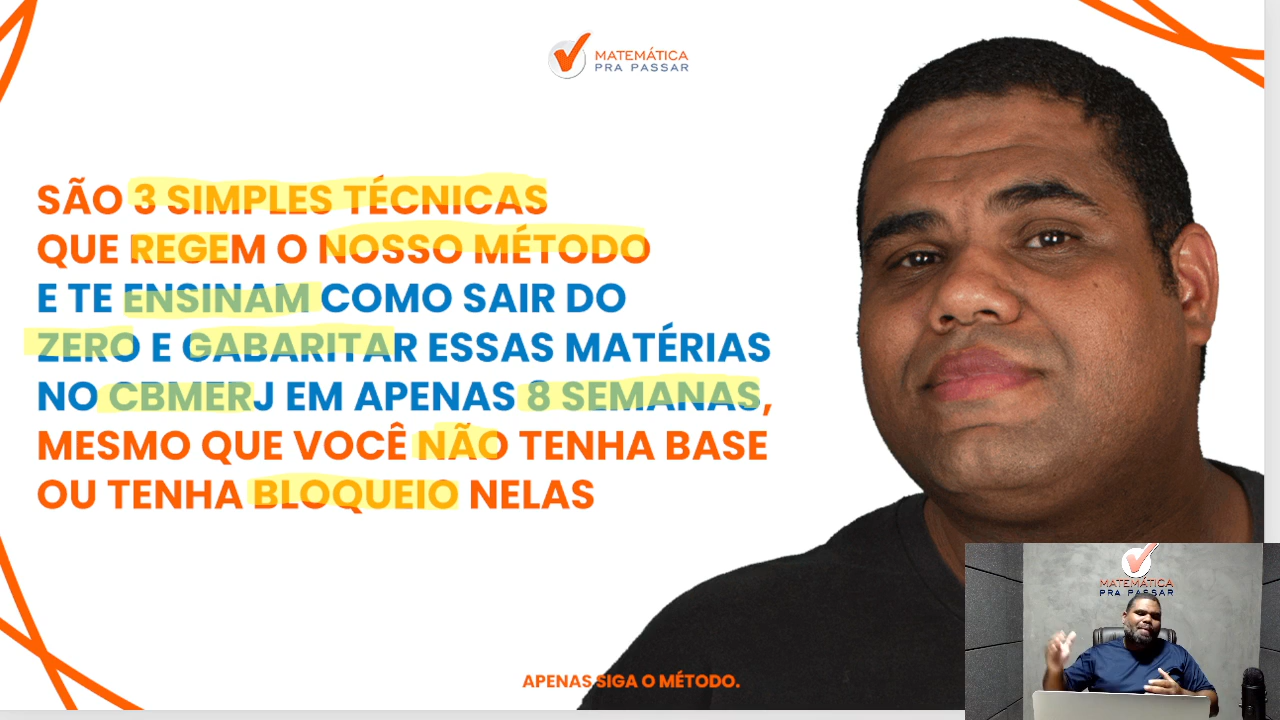 MATEMÁTICA
PRA PASSAR
SÃO 3 SIMPLES TÉCNICAS
QUE REGEM O NOSSO MÉTODO
E TE ENSINAM COMO SAIR DO
ZERO E GABARITAR ESSAS MATÉRIAS
NO CBMERJ EM APENAS 8 SEMANAS,
MESMO QUE VOCÊ NÃO TENHA BASE
OU TENHA BLOQUEIO NELAS
APENAS SIGA O MÉTODO.
MATEMÁTICA
PRA PASSAR